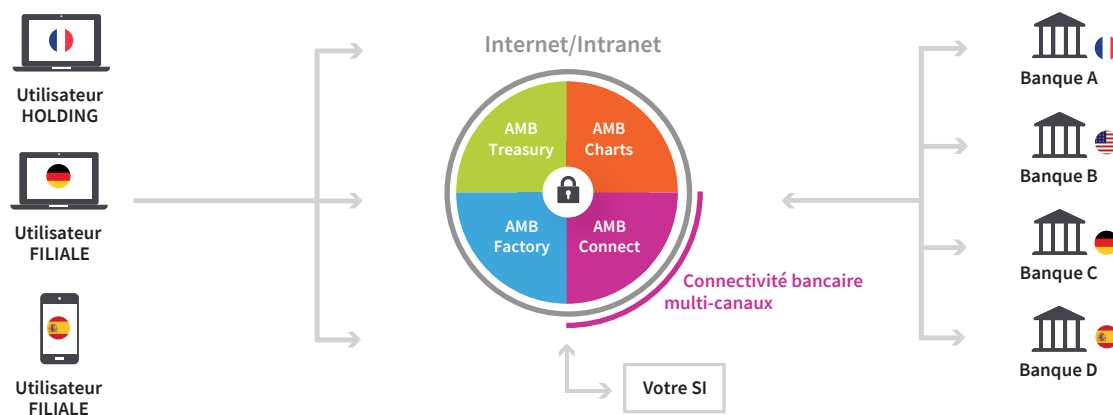 Utilisateur
HOLDING
Utilisateur
FILIALE
Utilisateur
FILIALE
Internet/Intranet
AMB
Treasury
AMB
Charts
AMB
Factory
AMB
Connect
Connectivité bancaire
multi-canaux
Votre SI
Banque A
Banque B
Banque C
Banque D